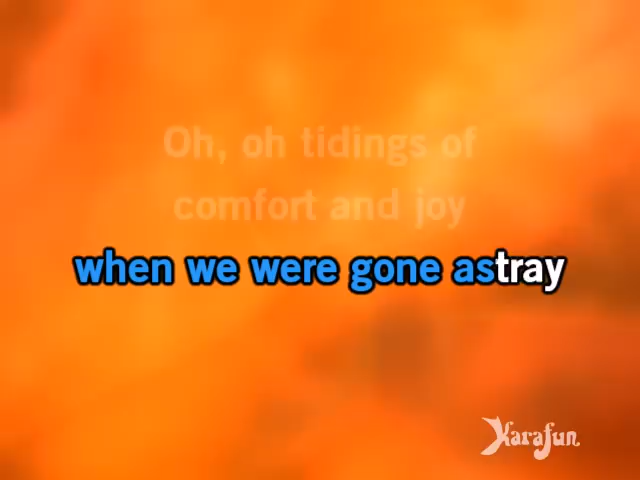 Oh, oh tidings of
comfort and joy
when we were gone astray
Karafun